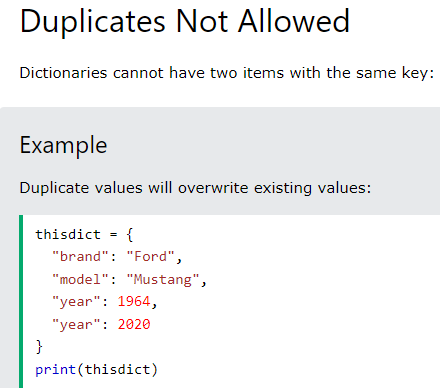 Duplicates Not Allowed
Dictionaries cannot have two items with the same key:
Example
Duplicate values will overwrite existing values:
thisdict = {
  "brand": "Ford",
  "model": "Mustang",
  "year": 1964,
  "year": 2020
}
print(thisdict)